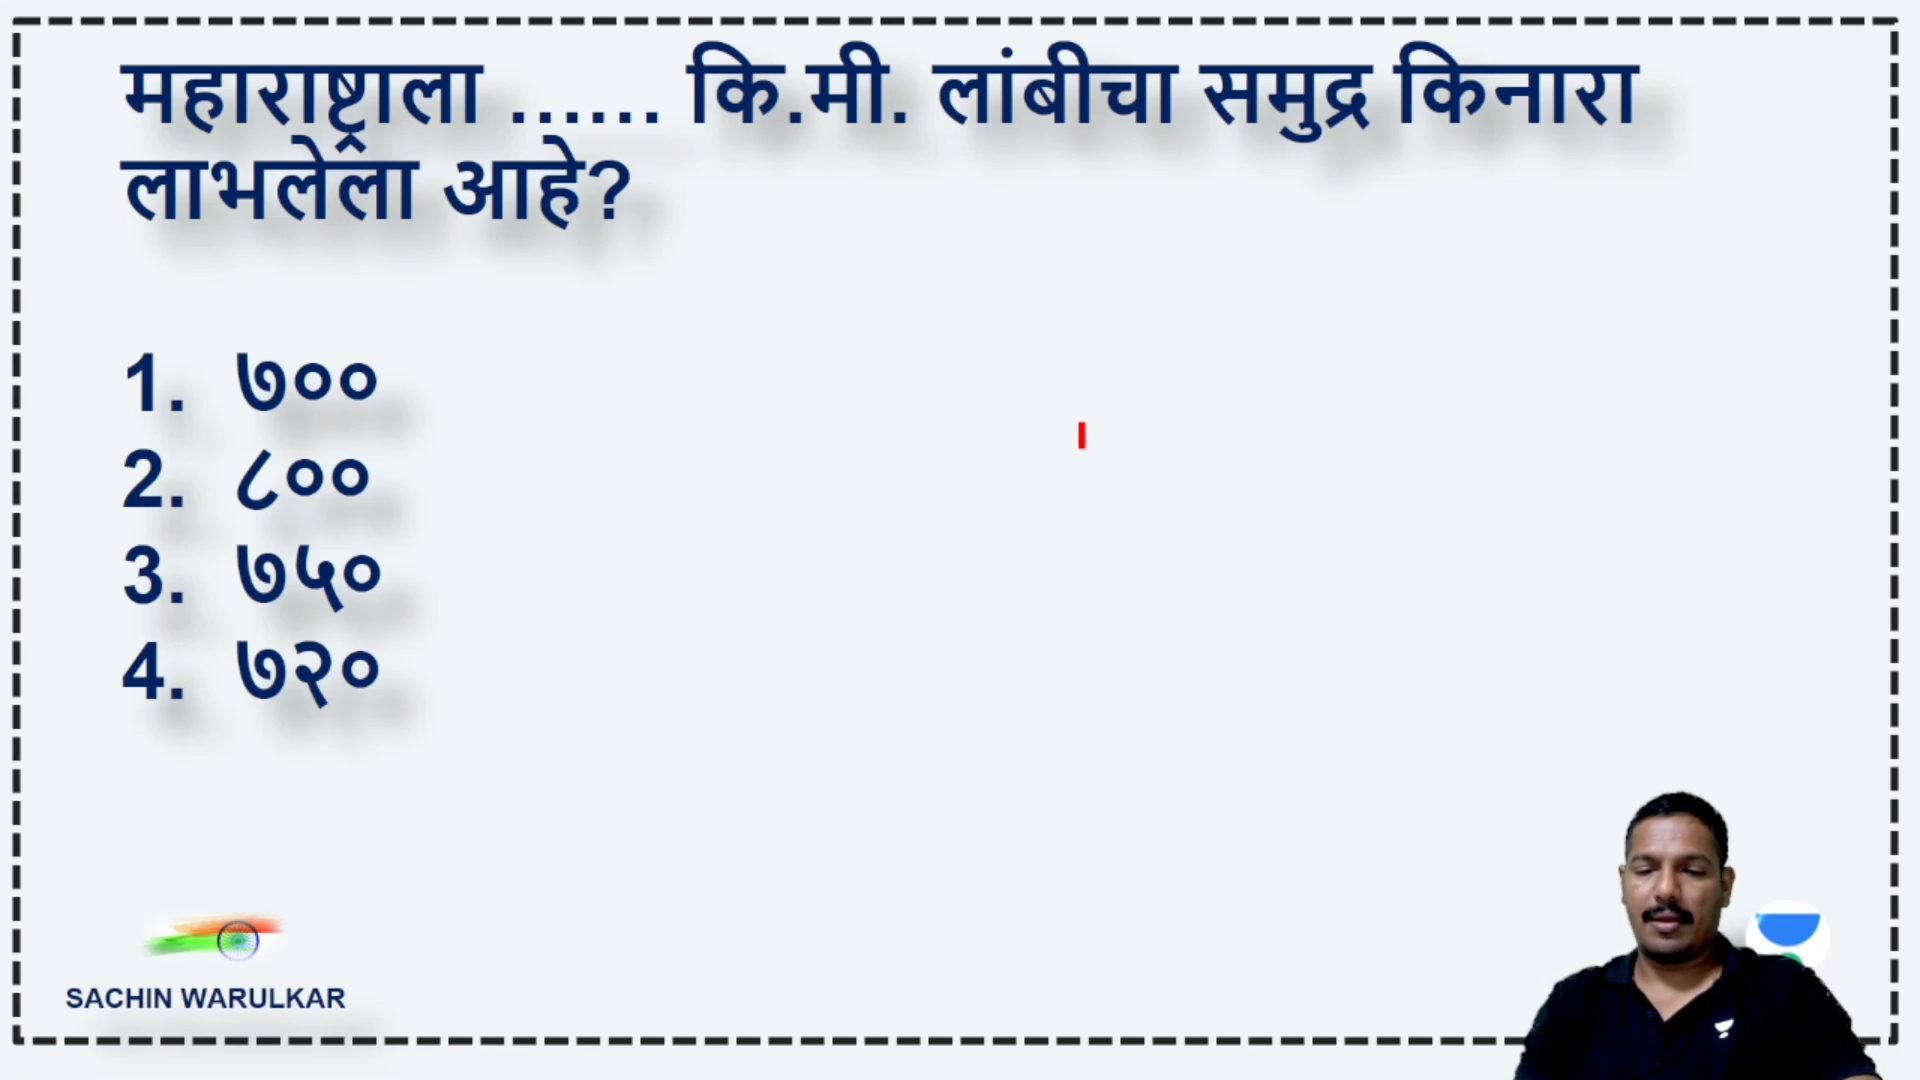 महाराष्ट्राला ...... कि.मी. लांबीचा समुद्र किनारा
लाभलेला आहे?
1. ७००
2. ८००
3. ७५०
4. ७२०
SACHIN WARULKAR